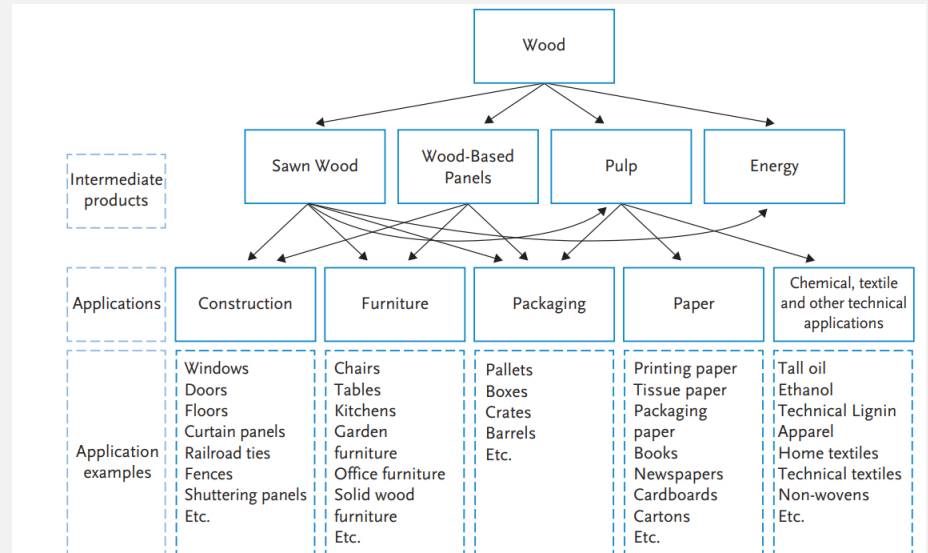 Wood
Sawn Wood
Wood-Based
Panels
Pulp
Energy
Intermediate
products
Applications
Construction
Furniture
Packaging
Paper
Chemical, textile
and other technical
applications
Application
examples
Windows
Doors
Floors
Curtain panels
Railroad ties
Fences
Shuttering panels
Etc.
Chairs
Tables
Kitchens
Garden
furniture
Office furniture
Solid wood
furniture
Etc.
Pallets
Boxes
Crates
Barrels
Etc.
Printing paper
Tissue paper
Packaging
paper
Books
Newspapers
Cardboards
Cartons
Etc.
Tall oil
Ethanol
Technical Lignin
Apparel
Home textiles
Technical textiles
Non-wovens
Etc.